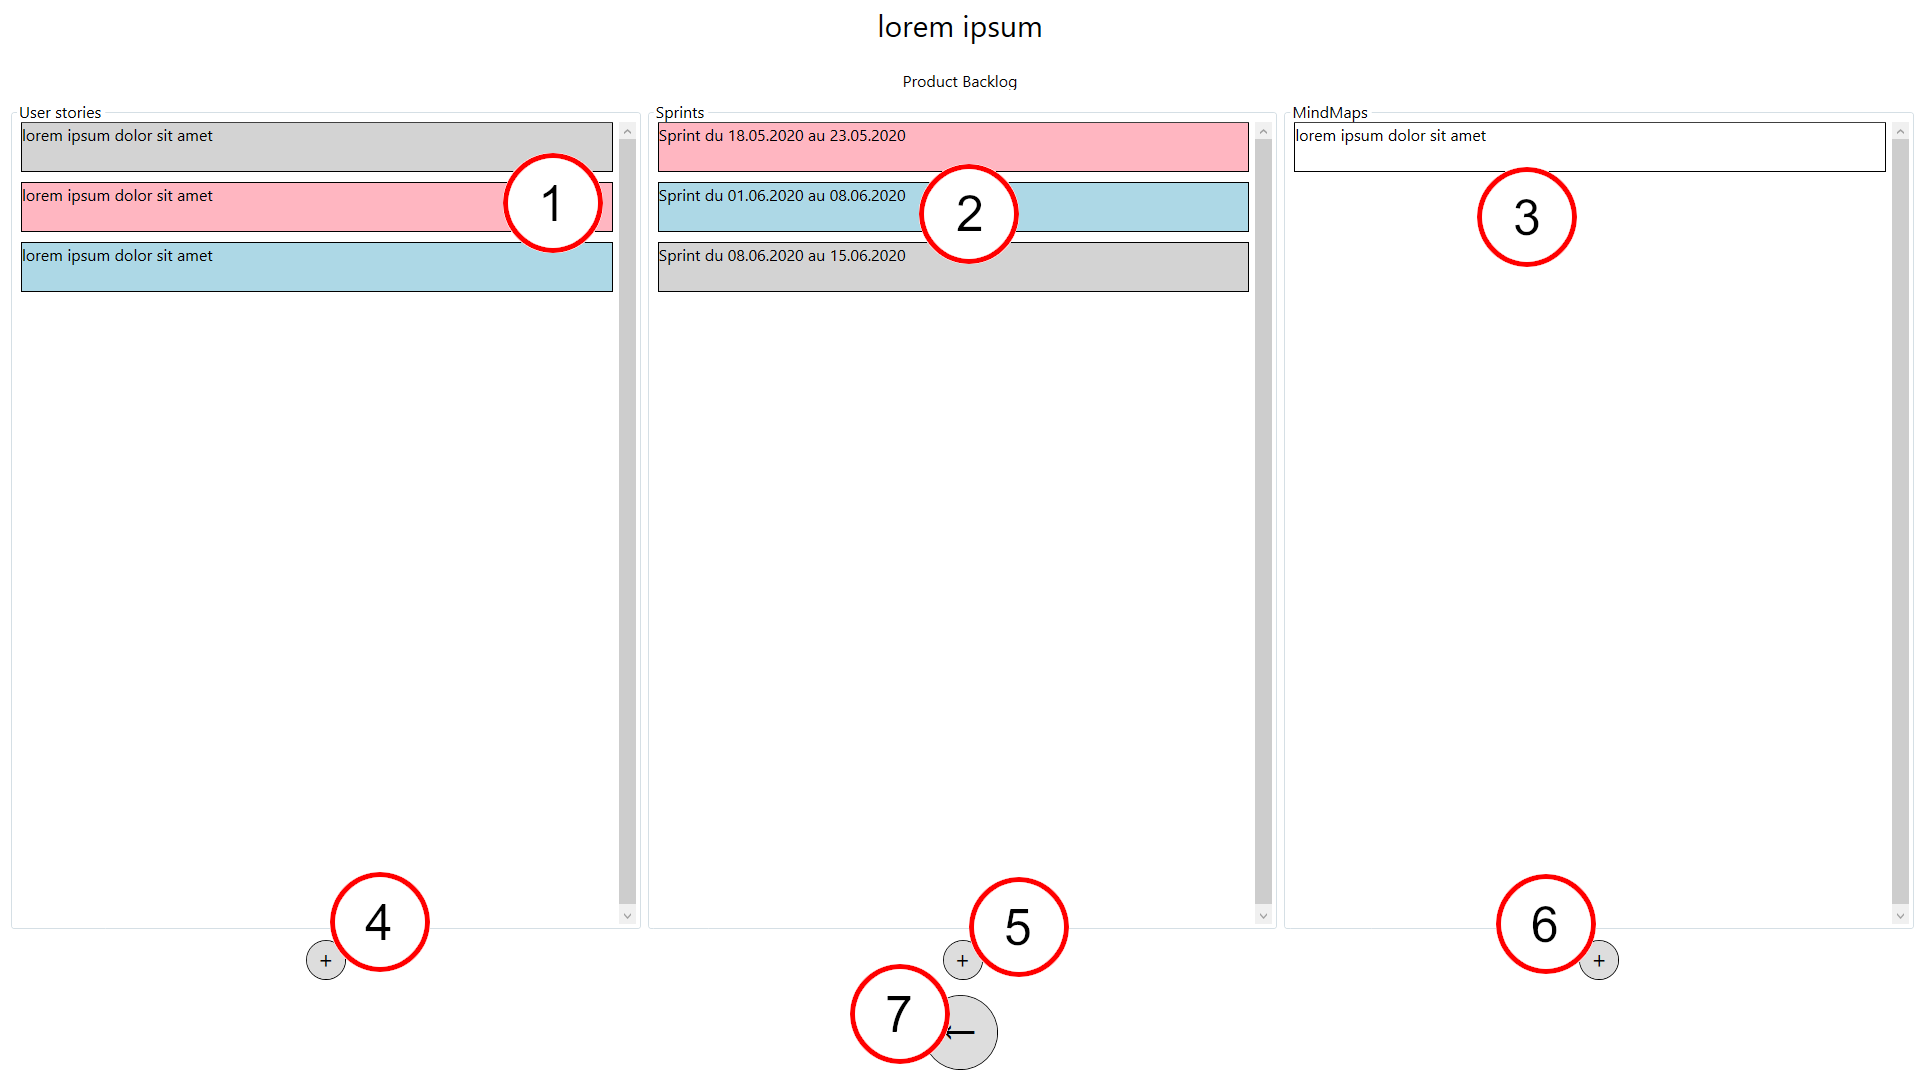 lorem ipsum
Product Backlog
User stories
lorem ipsum dolor sit amet
lorem ipsum dolor sit amet
lorem ipsum dolor sit amet
1
Sprints
Sprint du 18.05.2020 au 23.05.2020
Sprint du 01.06.2020 au 08.06.2020
Sprint du 08.06.2020 au 15.06.2020
2
MindMaps
lorem ipsum dolor sit amet
3
4
+
5
+
6
+
7
←